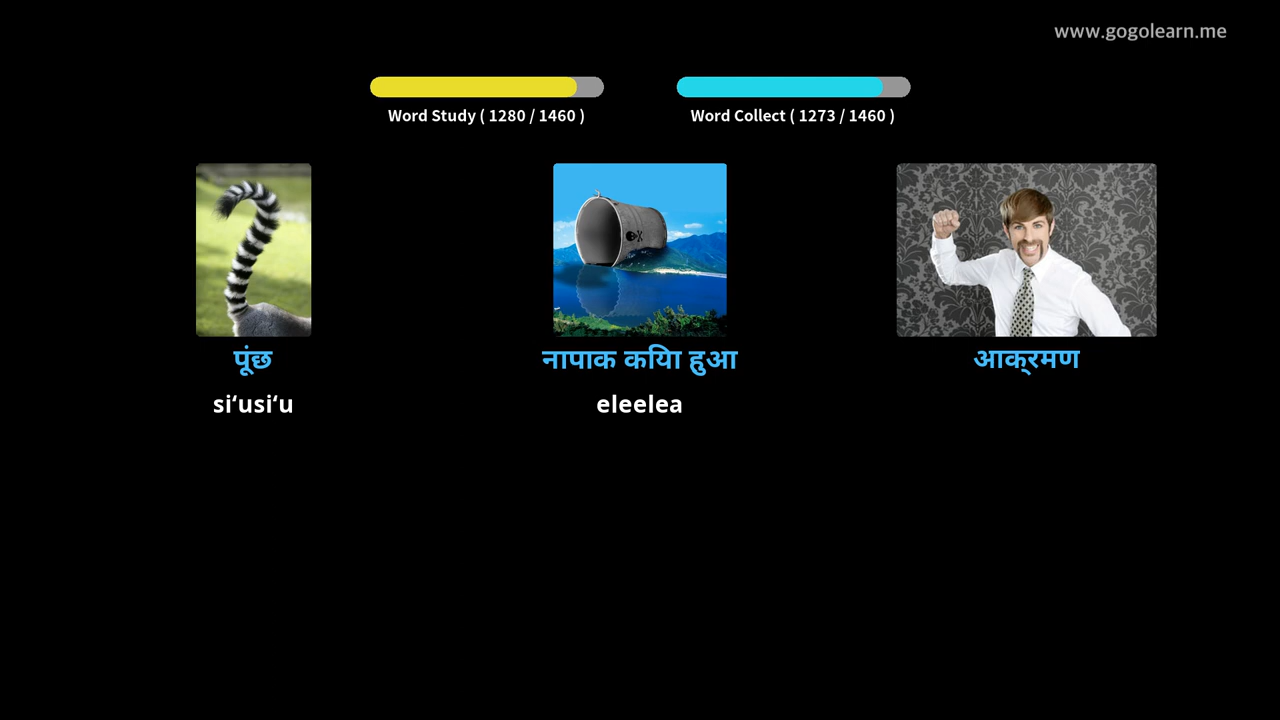 www.gogolearn.me
Word Study ( 1280 / 1460 )
Word Collect ( 1273 / 1460 )
पूंछ
नापाक कयिा हुआ
आक्रमण
si‘usi‘u
eleelea